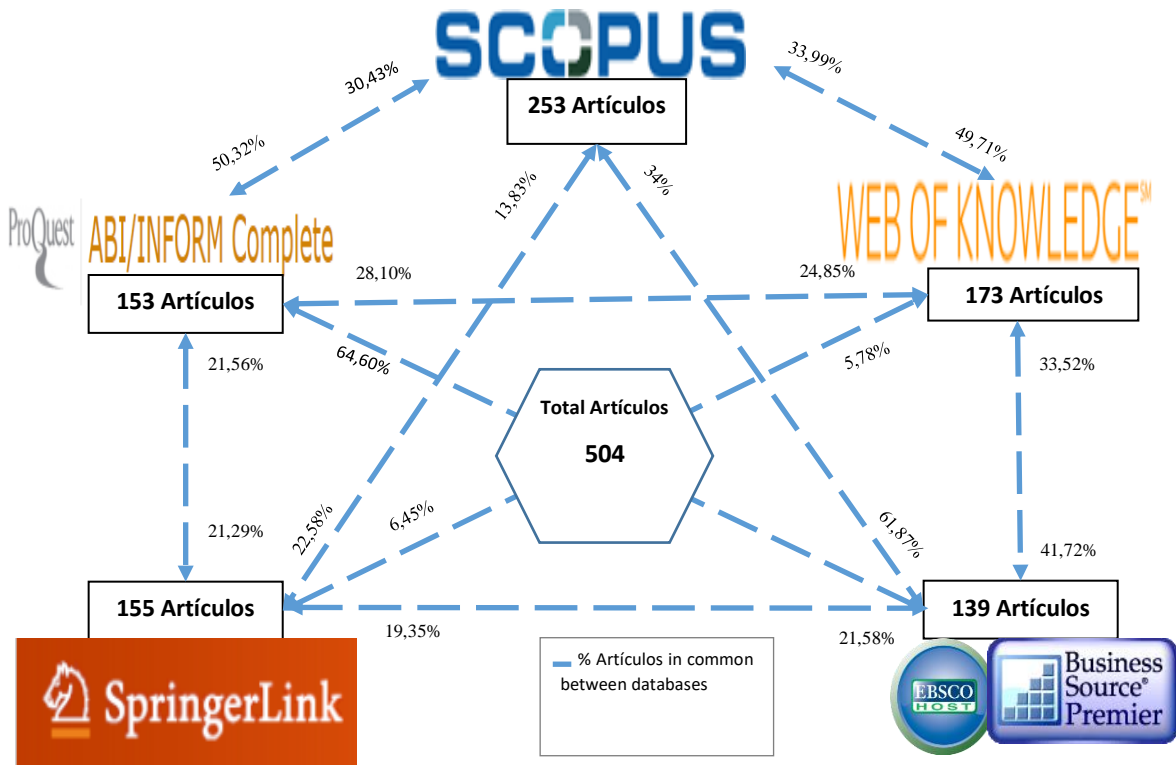 SCOPUS
253 Artículos
30,43%
50,32%
33,99%
49,71%
13,83%
34%
ProQuest
ABI/INFORM Complete
153 Artículos
WEB OF KNOWLEDGE℠
173 Artículos
28,10%
24,85%
64,60%
5,78%
21,56%
33,52%
Total Artículos
504
21,29%
22,58%
6,45%
61,87%
41,72%
155 Artículos
139 Artículos
19,35%
21,58%
% Artículos in common
between databases
SpringerLink
EBSCO
HOST
Business
Source®
Premier